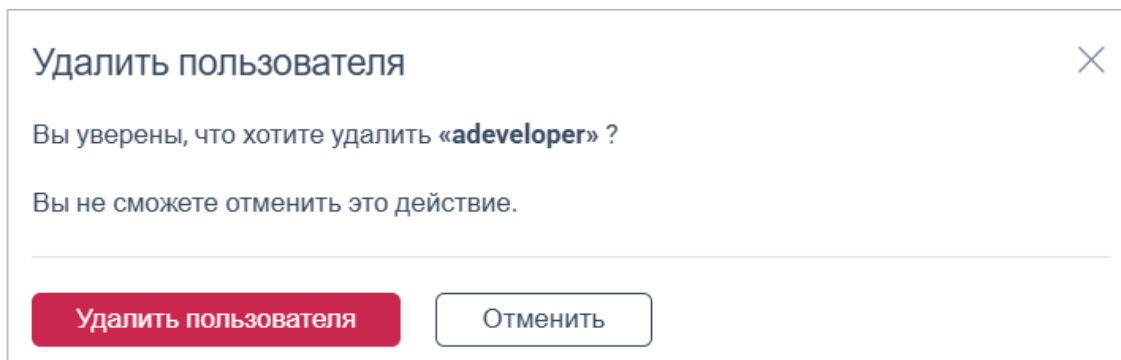 Удалить пользователя
Вы уверены, что хотите удалить «adeveloper» ?
Вы не сможете отменить это действие.
Удалить пользователя
Отменить